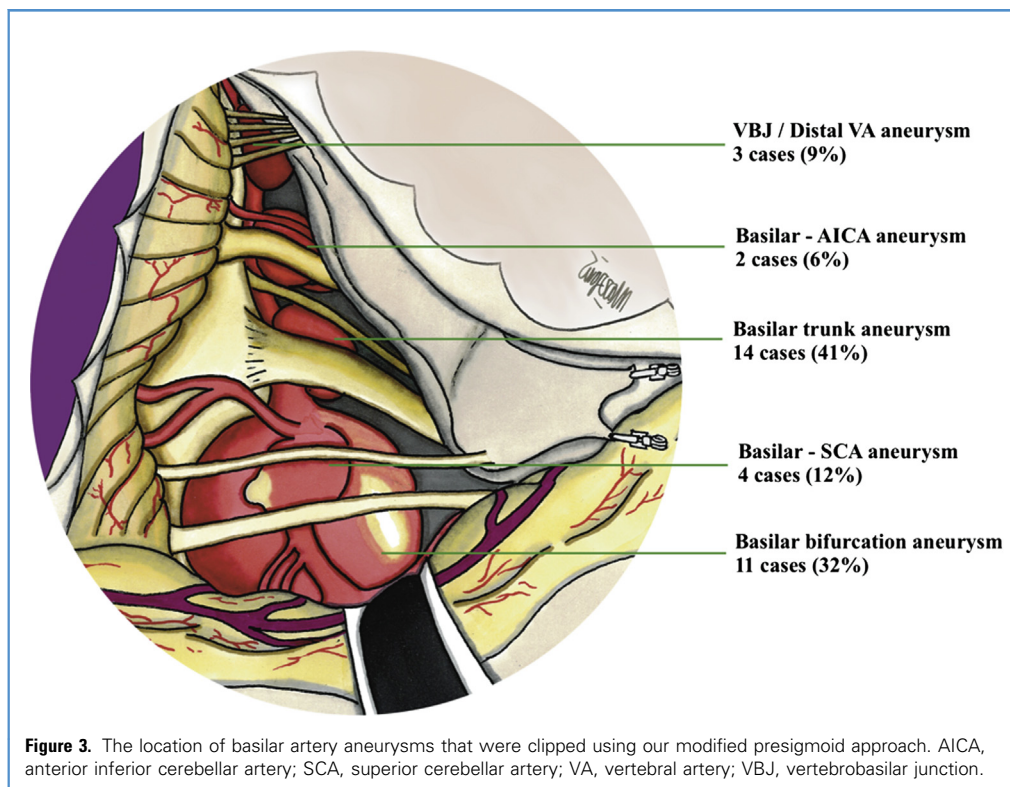 VBJ / Distal VA aneurysm
3 cases (9%)
Basilar - AICA aneurysm
2 cases (6%)
Basilar trunk aneurysm
14 cases (41%)
Basilar - SCA aneurysm
4 cases (12%)
Basilar bifurcation aneurysm
11 cases (32%)
Figure 3. The location of basilar artery aneurysms that were clipped using our modified presigmoid approach. AICA,
anterior inferior cerebellar artery; SCA, superior cerebellar artery; VA, vertebral artery; VBJ, vertebrobasilar junction.